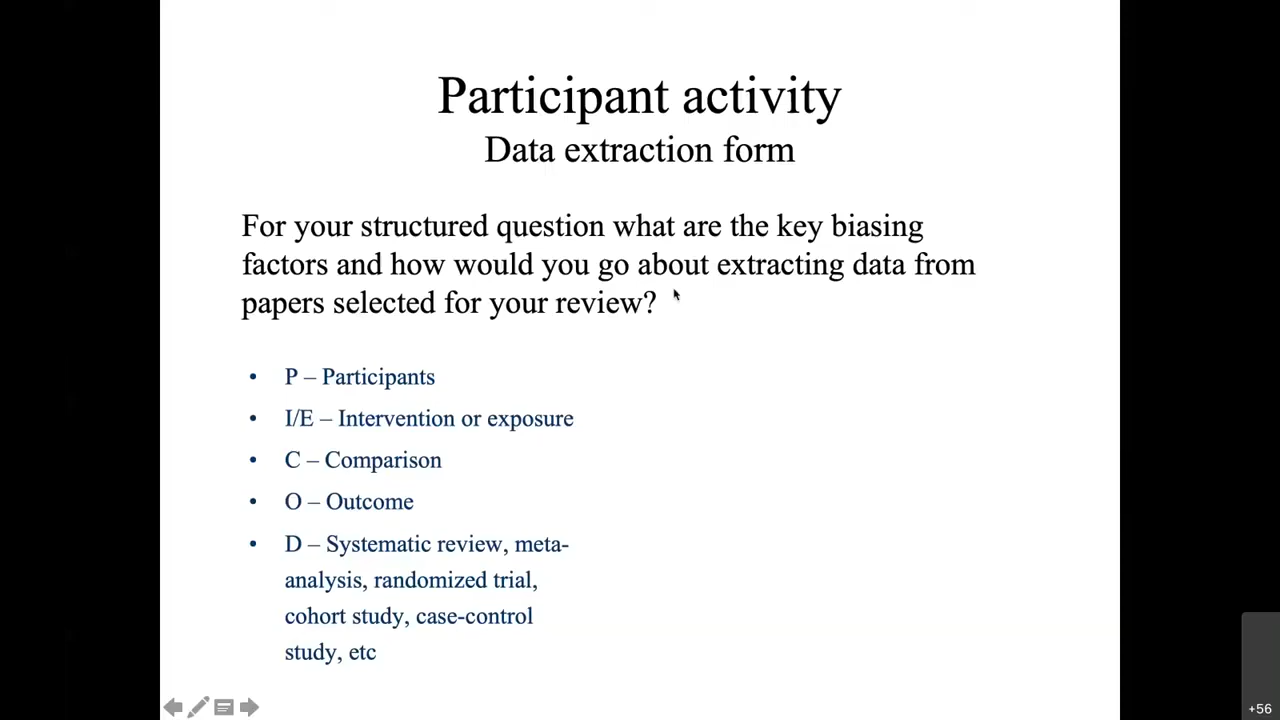 Participant activity
Data extraction form
For your structured question what are the key biasing
factors and how would you go about extracting data from
papers selected for your review?
• P – Participants
• I/E – Intervention or exposure
• C – Comparison
• O – Outcome
• D – Systematic review, meta-
analysis, randomized trial,
cohort study, case-control
study, etc
+56